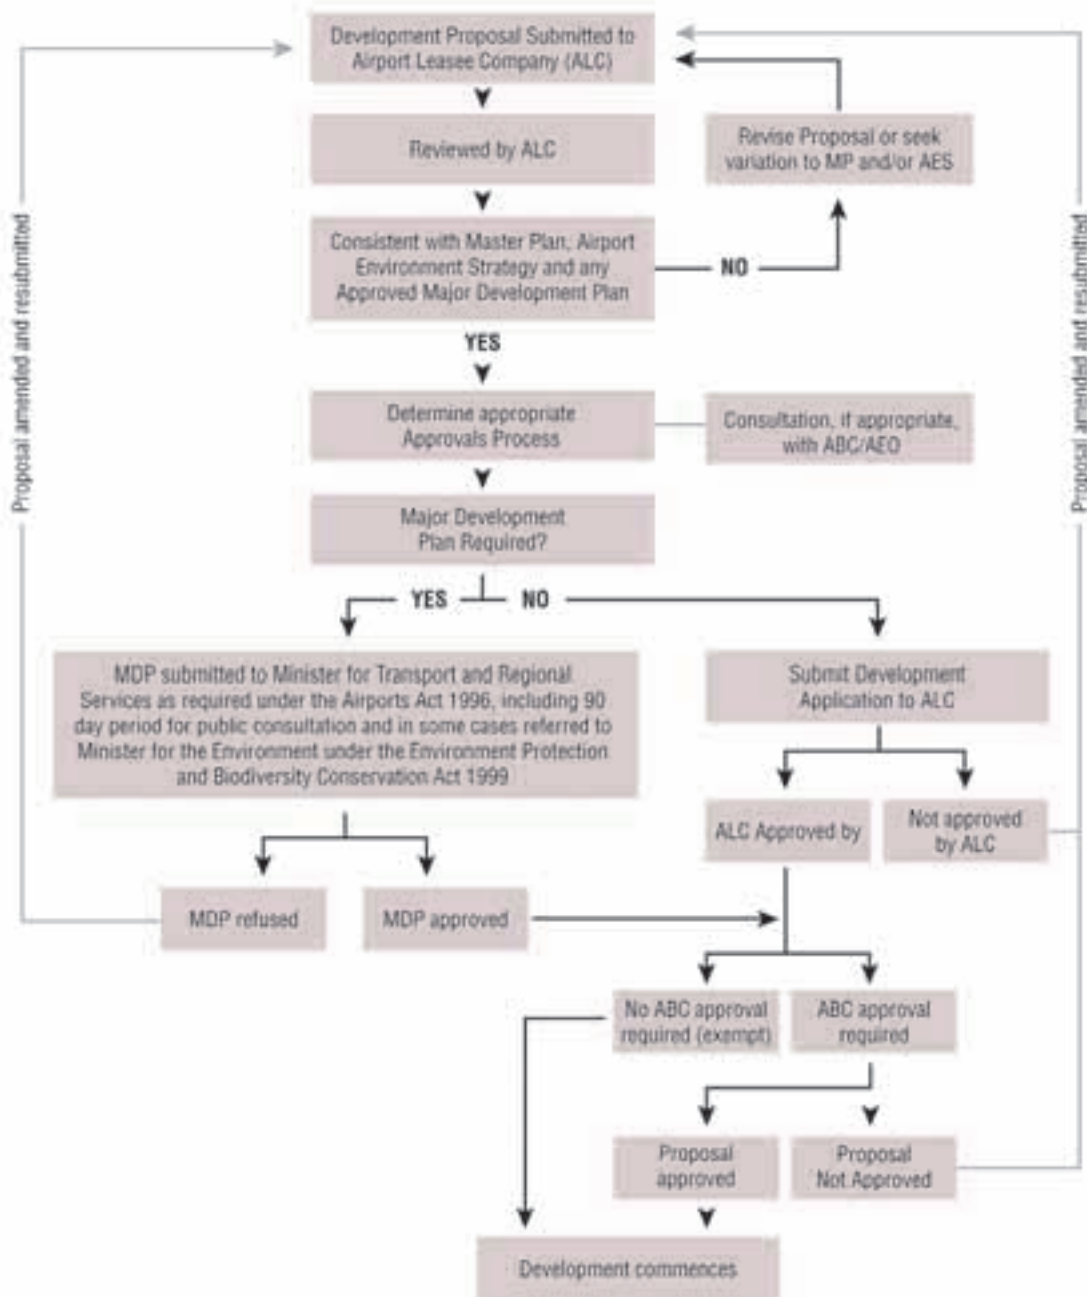 Development Proposal Submitted to
Airport Leasee Company (ALC)
Reviewed by ALC
Revise Proposal or seek
variation to MP and/or AES
Consistent with Master Plan, Airport
Environment Strategy and any
Approved Major Development Plan
NO
YES
Proposal amended and resubmitted
Proposal amended and resubmitted
Determine appropriate
Approvals Process
Consultation, if appropriate,
with ABC/AEO
Major Development
Plan Required?
YES
NO
MDP submitted to Minister for Transport and Regional
Services as required under the Airports Act 1996, including 90
day period for public consultation and in some cases referred to
Minister for the Environment under the Environment Protection
and Biodiversity Conservation Act 1999
Submit Development
Application to ALC
ALC Approved by
Not approved
by ALC
MDP refused
MDP approved
No ABC approval
required (exempt)
ABC approval
required
Proposal
approved
Proposal
Not Approved
Development commences